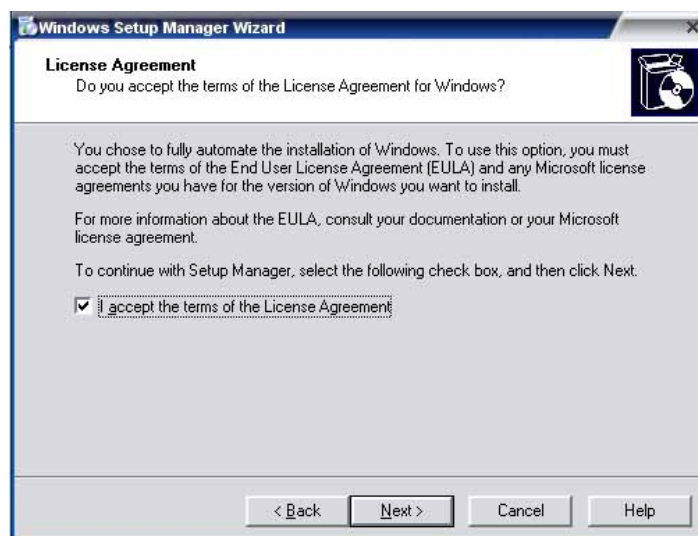 Windows Setup Manager Wizard
License Agreement
Do you accept the terms of the License Agreement for Windows?
You chose to fully automate the installation of Windows. To use this option, you must
accept the terms of the End User License Agreement (EULA) and any Microsoft license
agreements you have for the version of Windows you want to install.
For more information about the EULA, consult your documentation or your Microsoft
license agreement.
To continue with Setup Manager, select the following check box, and then click Next.
I accept the terms of the License Agreement
< Back
Next >
Cancel
Help